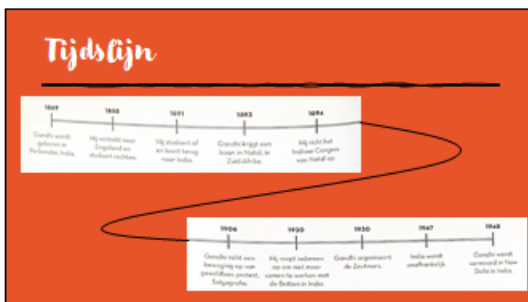 Tijdslijn
1869
1888
1891
1893
1894
Gandhi wordt
geboren in
Porbandar, India.
Hij vertrekt naar
Engeland en
studeert rechten.
Hij studeert af
en keert terug
naar India.
Gandhi krijgt een
baan in Natal, in
Zuid-Afrika.
Hij richt het
Indiase Congres
van Natal op.
1906
1920
1930
1947
1948
Gandhi richt een
beweging op van
geweldloos protest,
Satyagraha.
Hij roept iedereen
op om niet meer
samen te werken met
de Britten in India.
Gandhi organiseert
de Zoutmars.
India wordt
onafhankelijk.
Gandhi wordt
vermoord in New
Delhi in India.